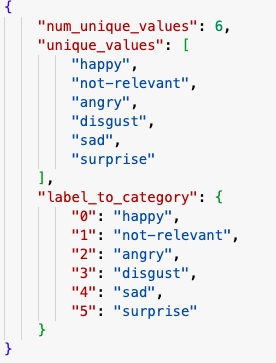 {
    "num_unique_values": 6,
    "unique_values": [
        "happy",
        "not-relevant",
        "angry",
        "disgust",
        "sad",
        "surprise"
    ],
    "label_to_category": {
        "0": "happy",
        "1": "not-relevant",
        "2": "angry",
        "3": "disgust",
        "4": "sad",
        "5": "surprise"
    }
}